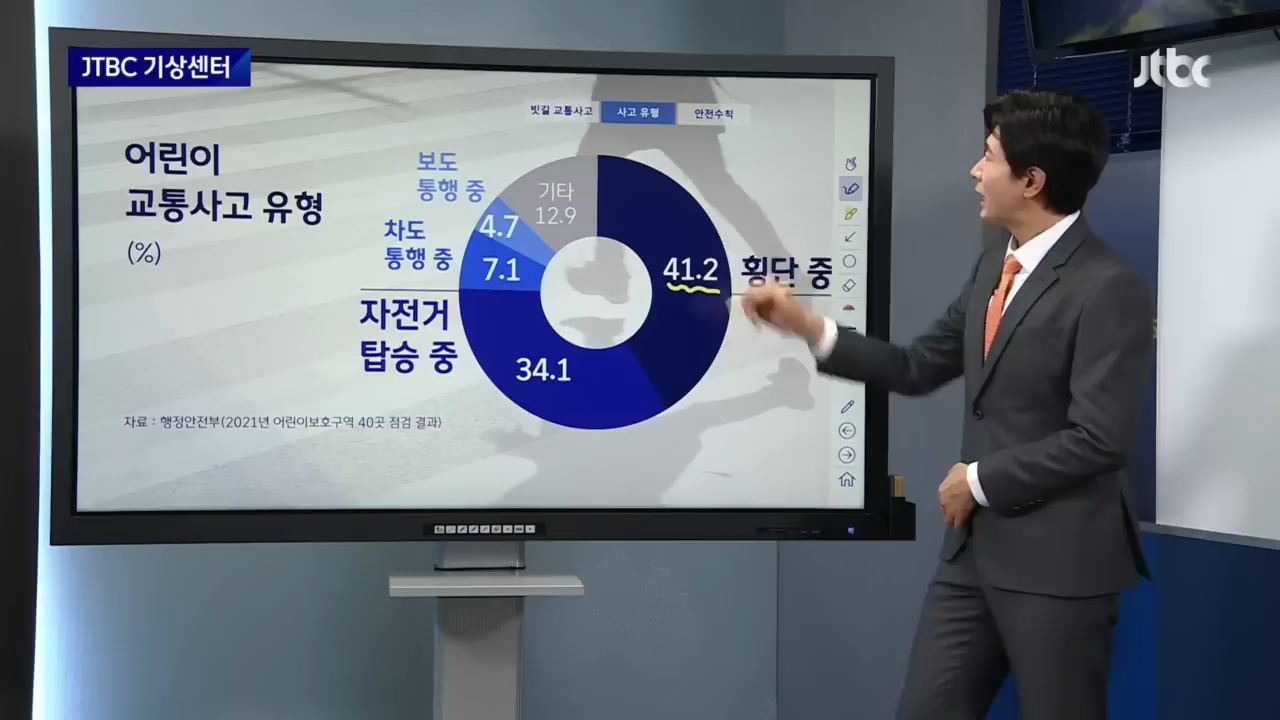 JTBC 기상센터
jtbc
빗길 교통사고
사고 유형
안전수칙
어린이
교통사고 유형
(%)
보도
통행 중
기타
12.9
차도
통행 중
4.7
7.1
41.2
횡단 중
자전거
탑승 중
34.1
자료 : 행정안전부(2021년 어린이보호구역 40곳 점검 결과)